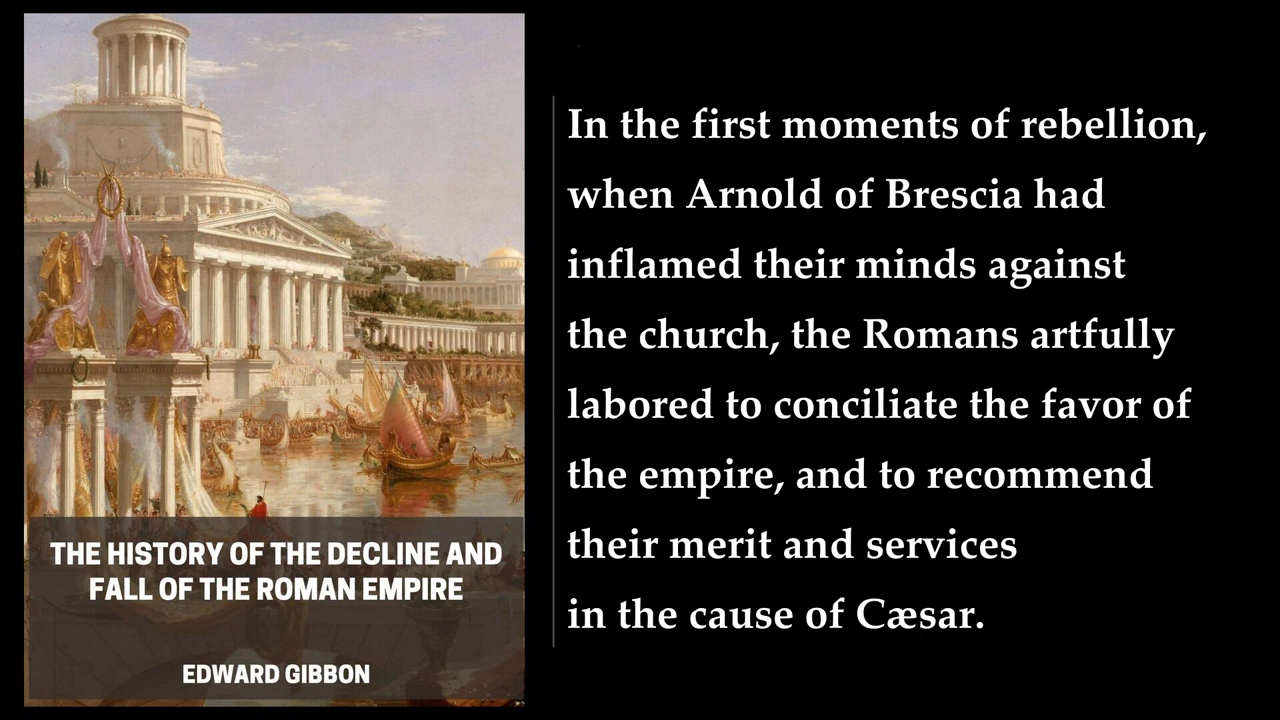 THE HISTORY OF THE DECLINE AND
FALL OF THE ROMAN EMPIRE
EDWARD GIBBON
In the first moments of rebellion,
when Arnold of Brescia had
inflamed their minds against
the church, the Romans artfully
labored to conciliate the favor of
the empire, and to recommend
their merit and services
in the cause of Cæsar.